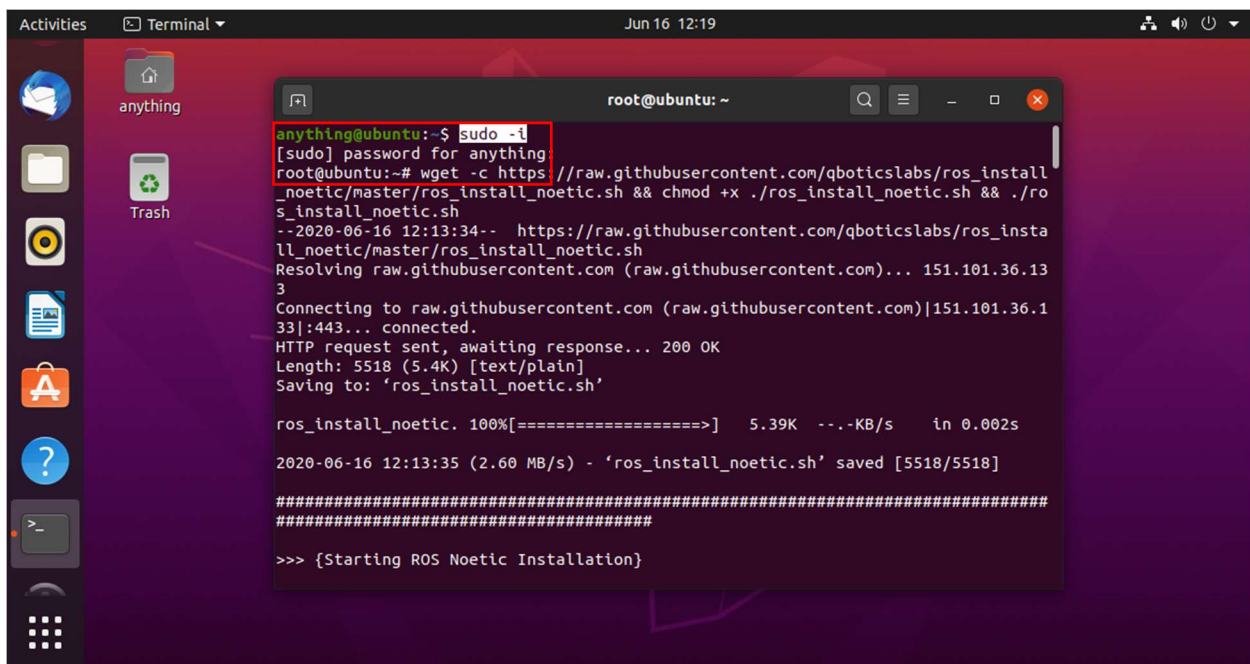 Activities
Terminal
Jun 16 12:19
anything
Trash
root@ubuntu: ~
anything@ubuntu:~$ sudo -i
[sudo] password for anything:
root@ubuntu:~# wget -c https://raw.githubusercontent.com/qboticslabs/ros_install
_noetic/master/ros_install_noetic.sh && chmod +x ./ros_install_noetic.sh && ./ro
s_install_noetic.sh
--2020-06-16 12:13:34--  https://raw.githubusercontent.com/qboticslabs/ros_insta
ll_noetic/master/ros_install_noetic.sh
Resolving raw.githubusercontent.com (raw.githubusercontent.com)... 151.101.36.13
3
Connecting to raw.githubusercontent.com (raw.githubusercontent.com)|151.101.36.1
33|:443... connected.
HTTP request sent, awaiting response... 200 OK
Length: 5518 (5.4K) [text/plain]
Saving to: ‘ros_install_noetic.sh’
ros_install_noetic. 100%[===================>]   5.39K  --.-KB/s    in 0.002s
2020-06-16 12:13:35 (2.60 MB/s) - ‘ros_install_noetic.sh’ saved [5518/5518]
################################################################################
#######################################
>>> {Starting ROS Noetic Installation}